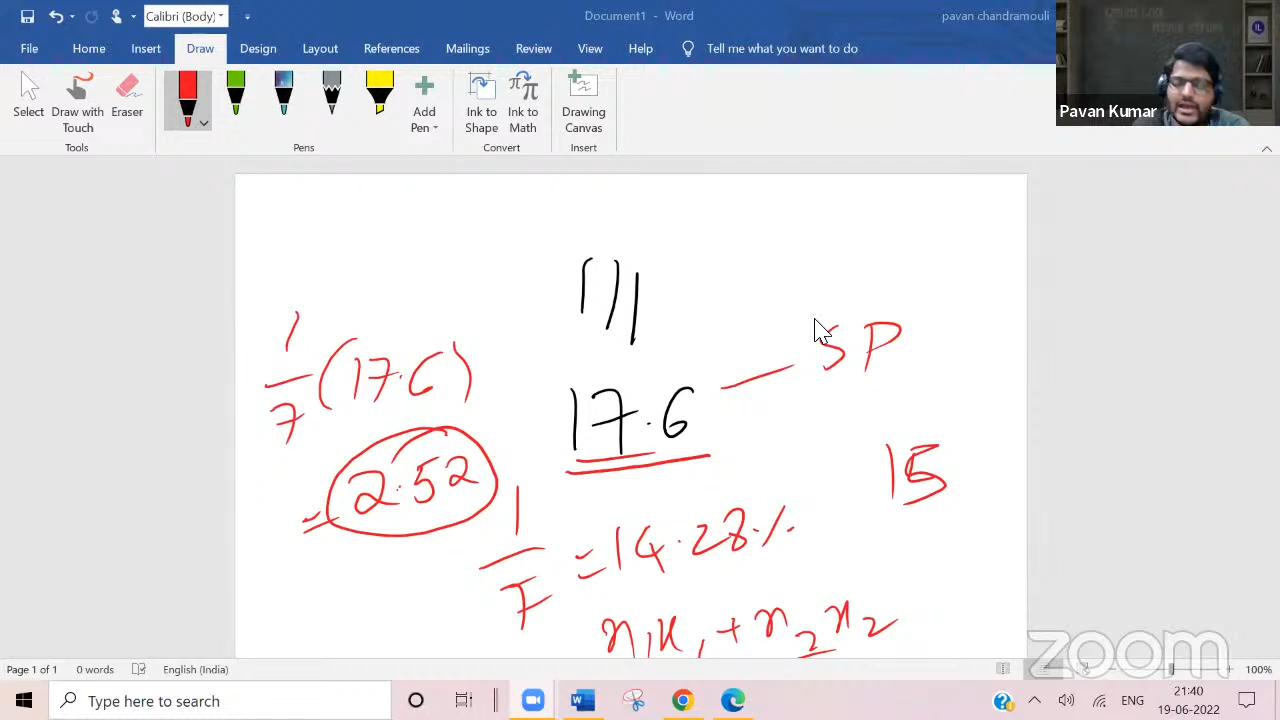 Calibri (Body)
Document1 - Word
pavan chandramouli
File Home Insert Draw Design Layout References Mailings Review View Help Tell me what you want to do
Select
Draw with Touch
Eraser
Add Pen
Ink to Shape
Ink to Math
Drawing Canvas
Tools
Pens
Convert
Insert
Pavan Kumar
1/7 (17.6)
17.6
SP
= 2.52
15
1/7 = 14.28%
n1x1 + n2x2
zoom
Page 1 of 1 0 words English (India) 100%
Type here to search
ENG
21:40
19-06-2022